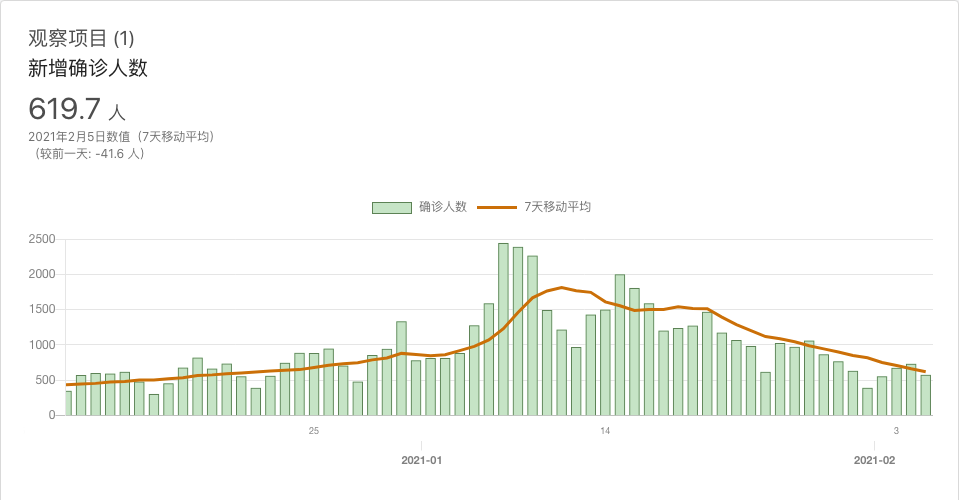 观察项目 (1)
新增确诊人数
619.7 人
2021年2月5日数值（7天移动平均）
（较前一天: -41.6 人）
确诊人数 7天移动平均
2500
2000
1500
1000
500
0
25 14 3
2021-01 2021-02